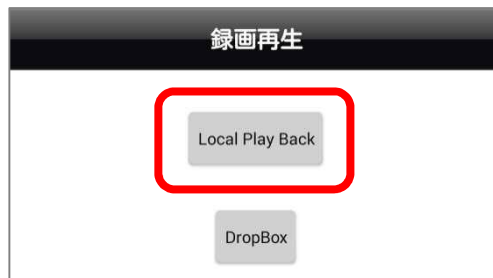 録画再生
Local Play Back
DropBox